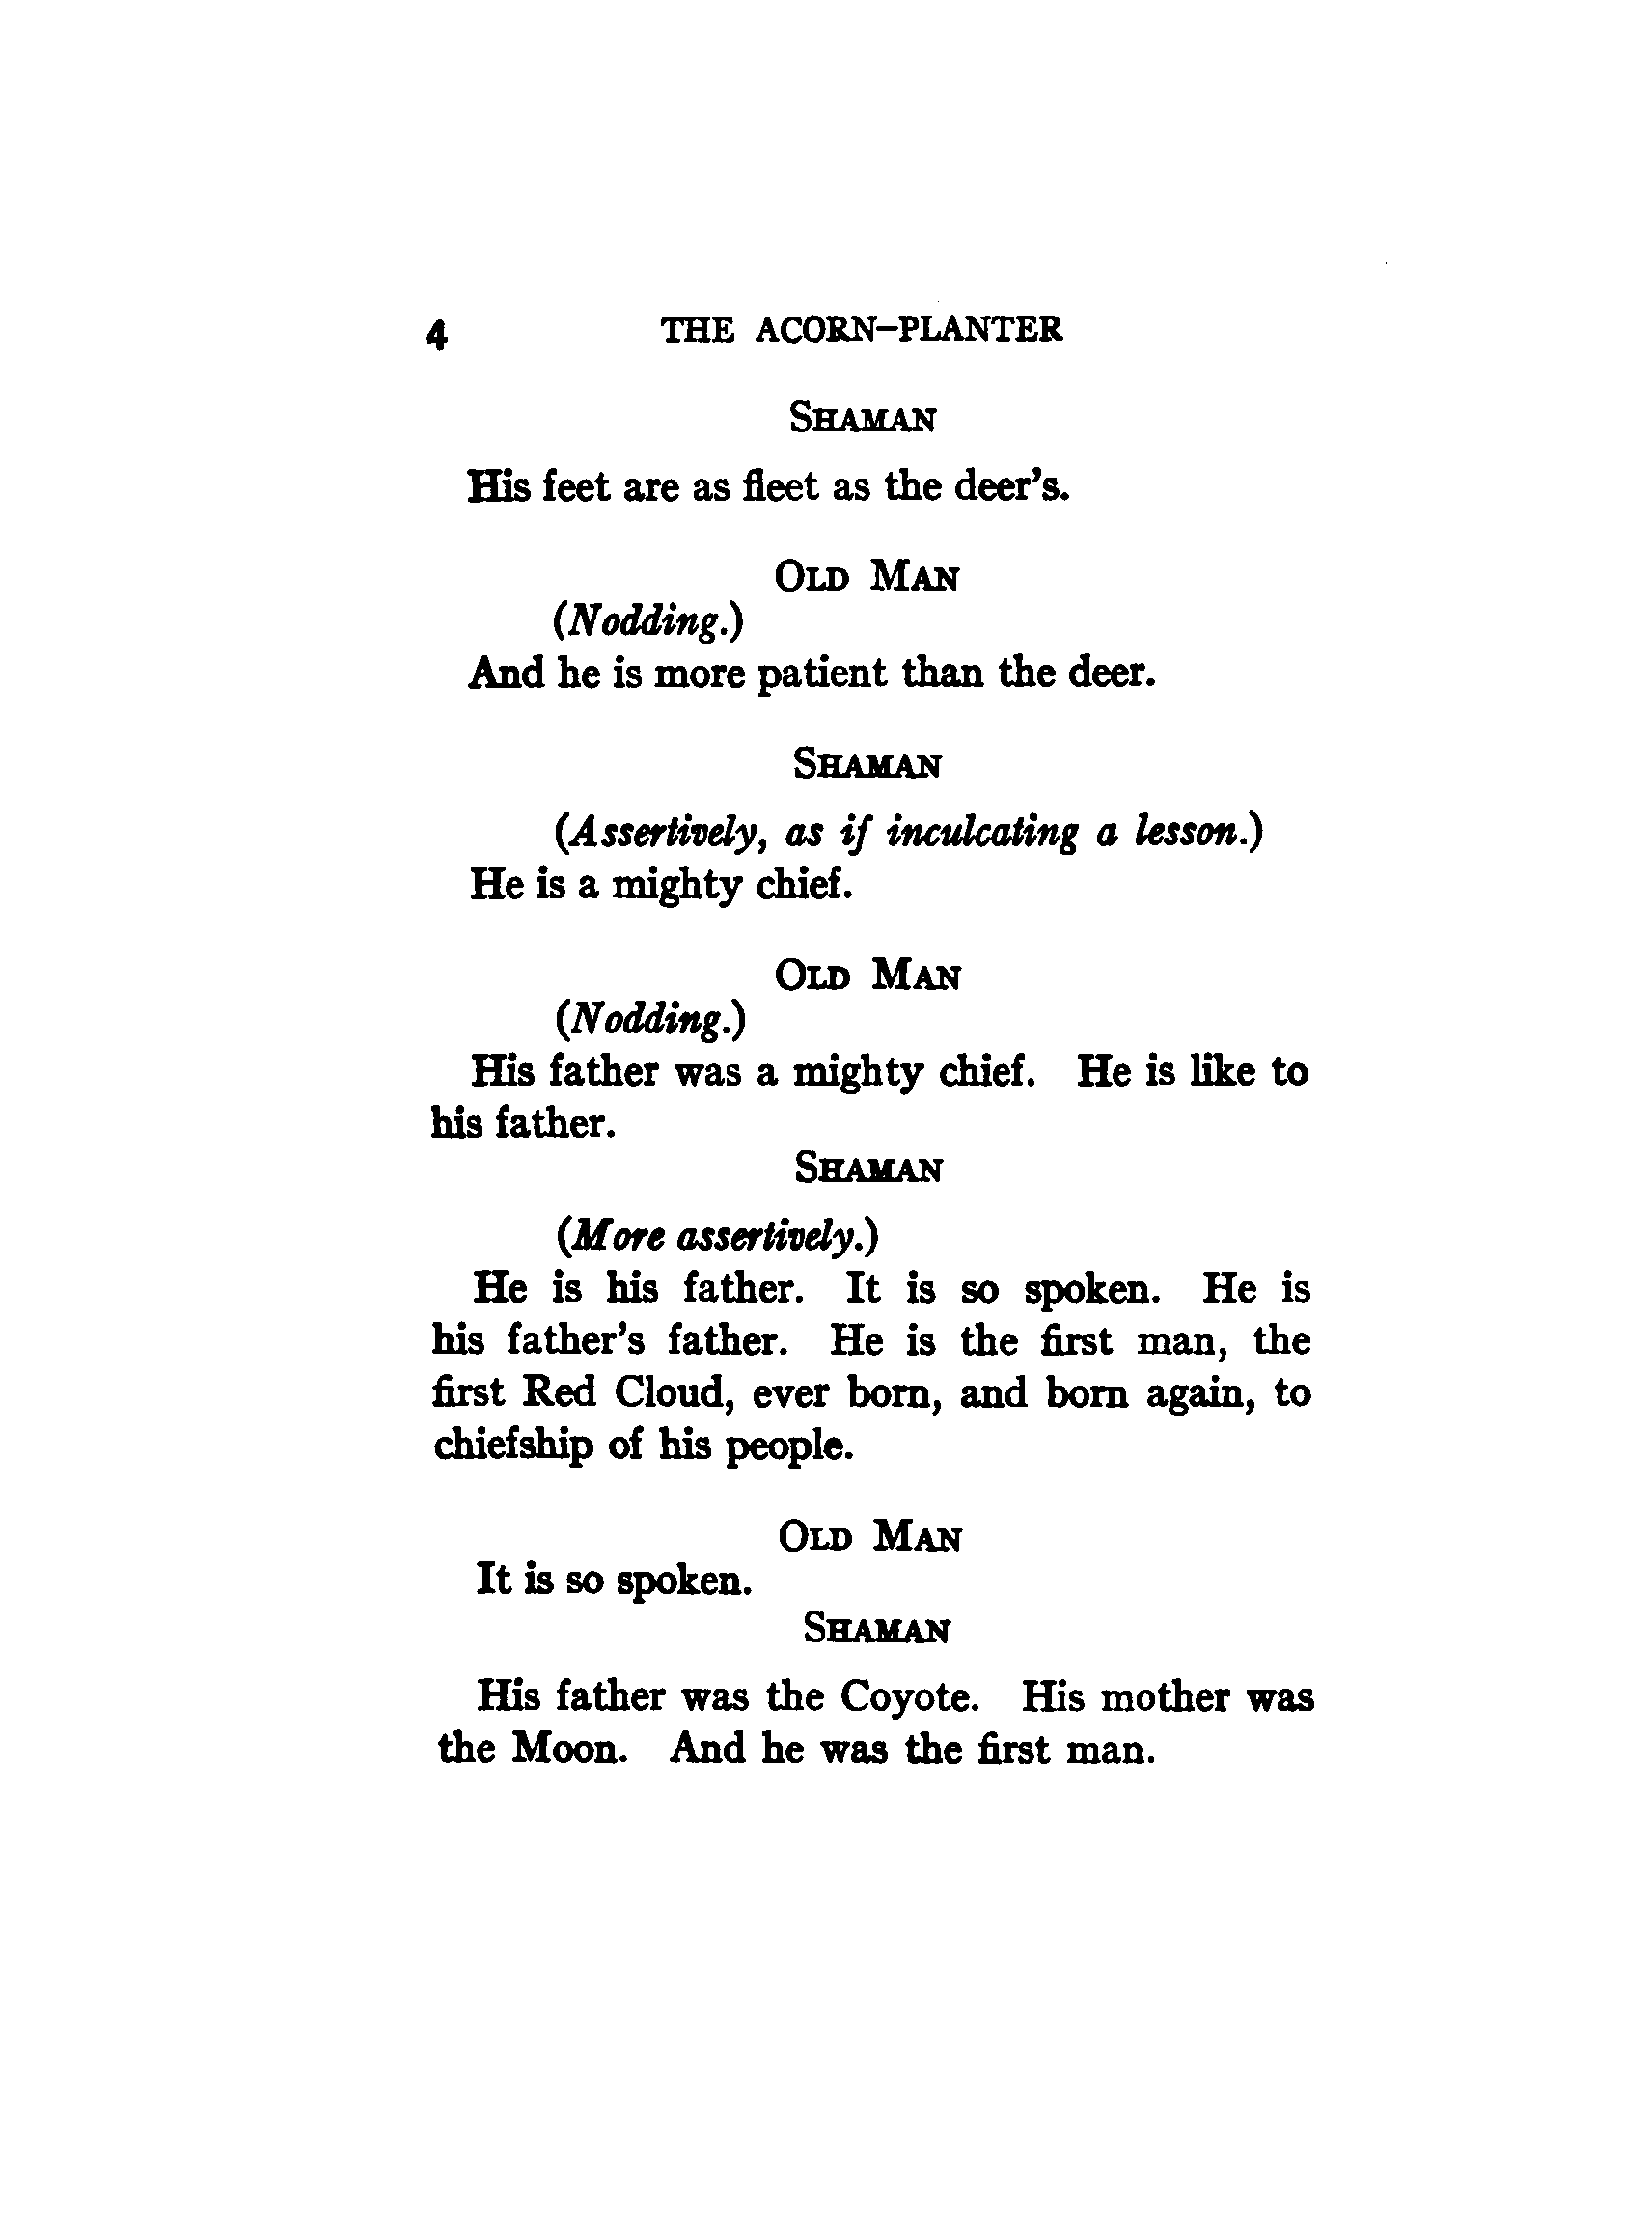 4 THE ACORN-PLANTER
SHAMAN
His feet are as fleet as the deer's.
OLD MAN
(Nodding.)
And he is more patient than the deer.
SHAMAN
(Assertively, as if inculcating a lesson.)
He is a mighty chief.
OLD MAN
(Nodding.)
His father was a mighty chief. He is like to
his father.
SHAMAN
(More assertively.)
He is his father. It is so spoken. He is
his father's father. He is the first man, the
first Red Cloud, ever born, and born again, to
chiefship of his people.
OLD MAN
It is so spoken.
SHAMAN
His father was the Coyote. His mother was
the Moon. And he was the first man.